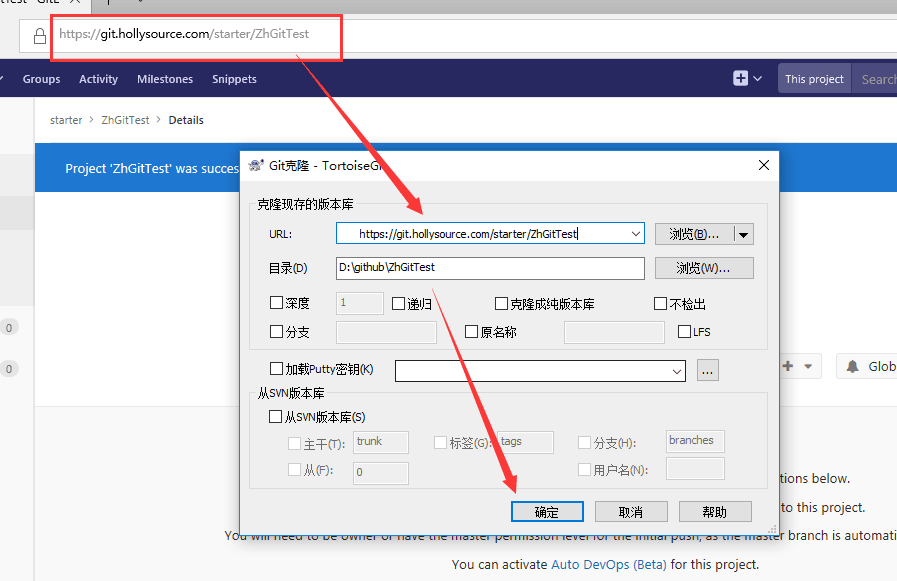 https://git.hollysource.com/starter/ZhGitTest
Groups Activity Milestones Snippets This project Search
starter > ZhGitTest > Details
Project 'ZhGitTest' was succes
Git克隆 - TortoiseGi
克隆现存的版本库
URL: https://git.hollysource.com/starter/ZhGitTest 浏览(B)...
目录(D) D:\github\ZhGitTest 浏览(W)...
深度 1 递归 克隆成纯版本库 不检出
分支 原名称 LFS
0
加载Putty密钥(K) ...
0
Glob
从SVN版本库
从SVN版本库(S)
主干(T): trunk 标签(G): tags 分支(H): branches
从(F): 0 用户名(N):
tions below.
确定 取消 帮助
to this project.
You will need to be owner or have the master permission level for the initial push, as the master branch is automati
You can activate Auto DevOps (Beta) for this project.